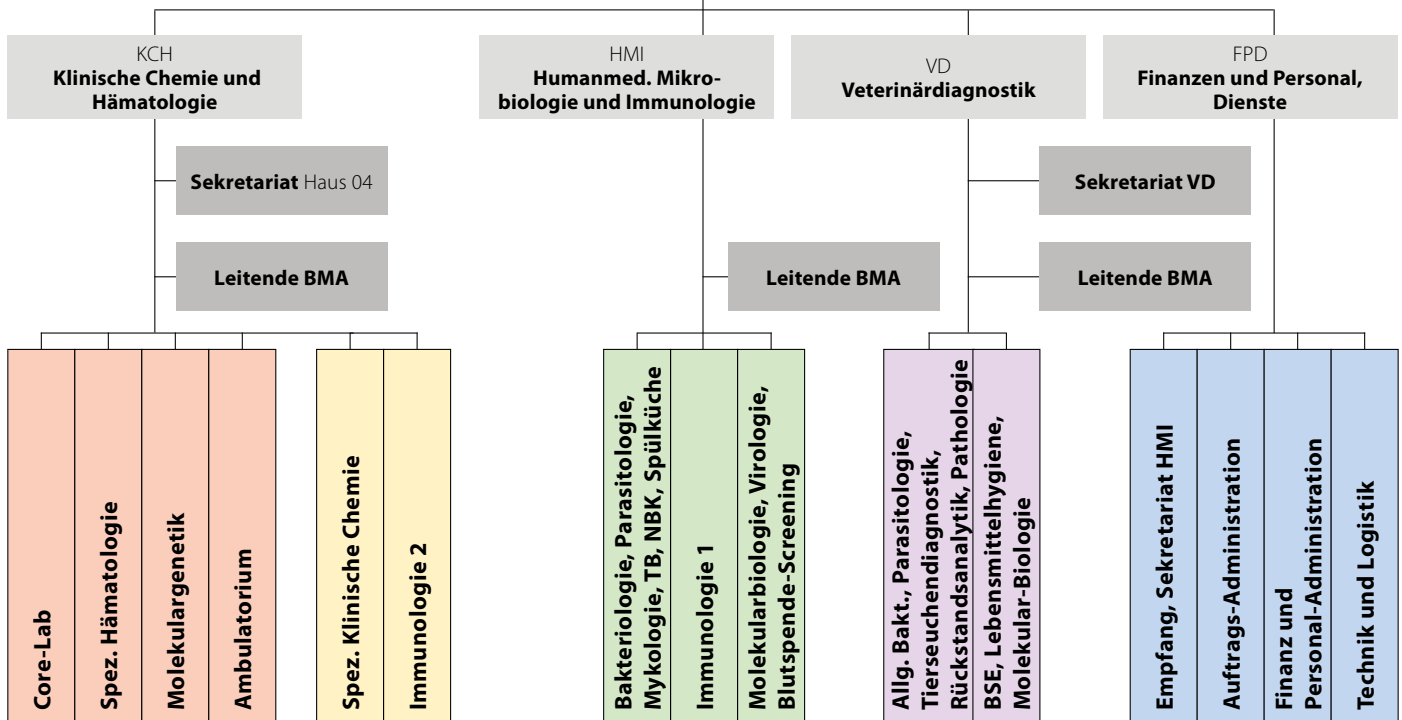 KCH
Klinische Chemie und
Hämatologie
HMI
Humanmed. Mikro-
biologie und Immunologie
VD
Veterinärdiagnostik
FPD
Finanzen und Personal,
Dienste
Sekretariat Haus 04
Sekretariat VD
Leitende BMA
Leitende BMA
Leitende BMA
Core-Lab
Spez. Hämatologie
Molekulargenetik
Ambulatorium
Spez. Klinische Chemie
Immunologie 2
Bakteriologie, Parasitologie,
Mykologie, TB, NBK, Spülküche
Immunologie 1
Molekularbiologie, Virologie,
Blutspende-Screening
Allg. Bakt., Parasitologie,
Tierseuchendiagnostik,
Rückstandsanalytik, Pathologie
BSE, Lebensmittelhygiene,
Molekular-Biologie
Empfang, Sekretariat HMI
Auftrags-Administration
Finanz und
Personal-Administration
Technik und Logistik